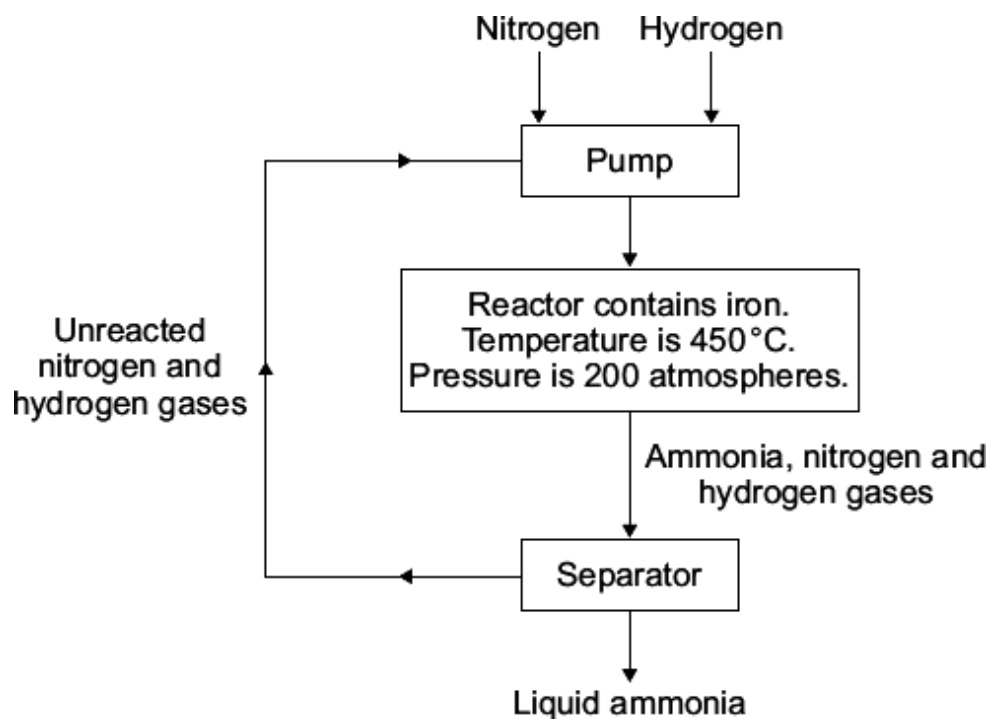 Nitrogen Hydrogen
Pump
Reactor contains iron.
Temperature is 450°C.
Pressure is 200 atmospheres.
Unreacted
nitrogen and
hydrogen gases
Ammonia, nitrogen and
hydrogen gases
Separator
Liquid ammonia